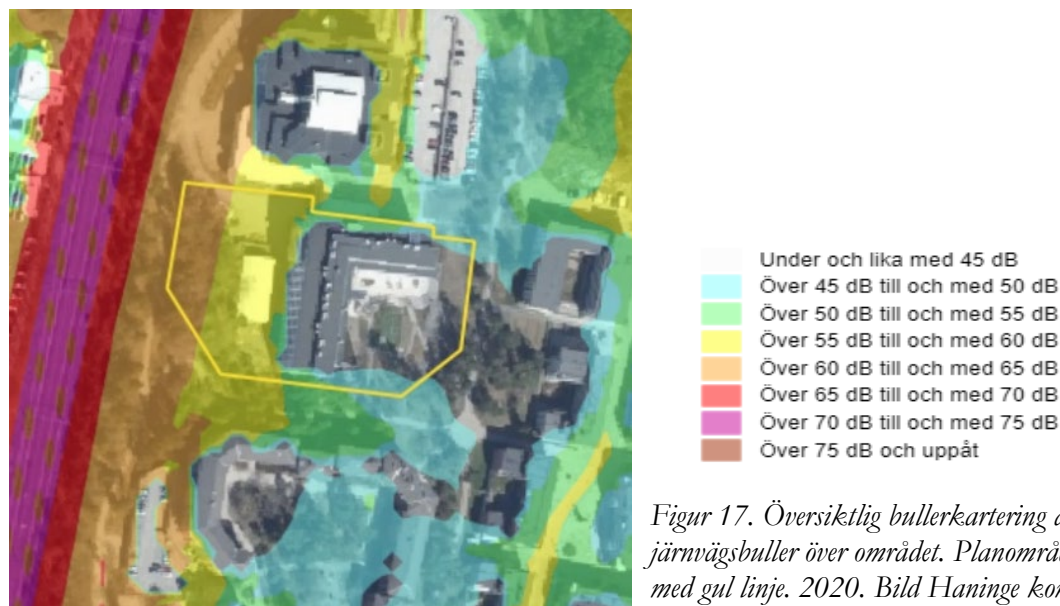 Under och lika med 45 dB
Över 45 dB till och med 50 dB
Över 50 dB till och med 55 dB
Över 55 dB till och med 60 dB
Över 60 dB till och med 65 dB
Över 65 dB till och med 70 dB
Över 70 dB till och med 75 dB
Över 75 dB och uppåt
Figur 17. Översiktlig bullerkartering
järnvägsbuller över området.
med gul linje. 2020. Bild Haninge